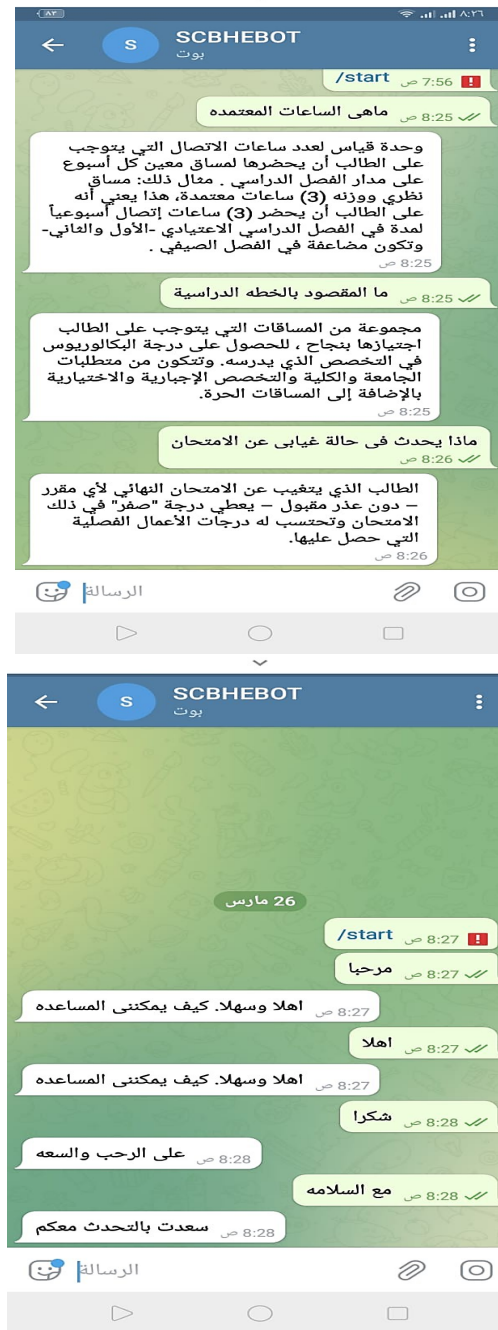 ٨:٢٦
٨٣
SCBHEBOT
S
بوت
/start
7:56 ص
ماهى الساعات المعتمده
8:25 ص
وحدة قياس لعدد ساعات الاتصال التي يتوجب
على الطالب أن يحضرها لمساق معين كل أسبوع
على مدار الفصل الدراسي . مثال ذلك: مساق
نظري ووزنه (3) ساعات معتمدة، هذا يعني أنه
على الطالب أن يحضر (3) ساعات إتصال أسبوعياً
لمدة في الفصل الدراسي الاعتيادي -الأول والثاني-
وتكون مضاعفة في الفصل الصيفي .
8:25 ص
ما المقصود بالخطه الدراسية
8:25 ص
مجموعة من المساقات التي يتوجب على الطالب
اجتيازها بنجاح ، للحصول على درجة البكالوريوس
في التخصص الذي يدرسه. وتتكون من متطلبات
الجامعة والكلية والتخصص الإجبارية والاختيارية
بالإضافة إلى المساقات الحرة.
8:25 ص
ماذا يحدث فى حالة غيابى عن الامتحان
8:26 ص
الطالب الذي يتغيب عن الامتحان النهائي لأي مقرر
– دون عذر مقبول – يعطي درجة "صفر" في ذلك
الامتحان وتحتسب له درجات الأعمال الفصلية
التي حصل عليها.
8:26 ص
الرسالة
SCBHEBOT
S
بوت
26 مارس
/start
8:27 ص
مرحبا
8:27 ص
اهلا وسهلا. كيف يمكننى المساعده
8:27 ص
اهلا
8:27 ص
اهلا وسهلا. كيف يمكننى المساعده
8:27 ص
شكرا
8:28 ص
على الرحب والسعه
8:28 ص
مع السلامه
8:28 ص
سعدت بالتحدث معكم
8:28 ص
الرسالة